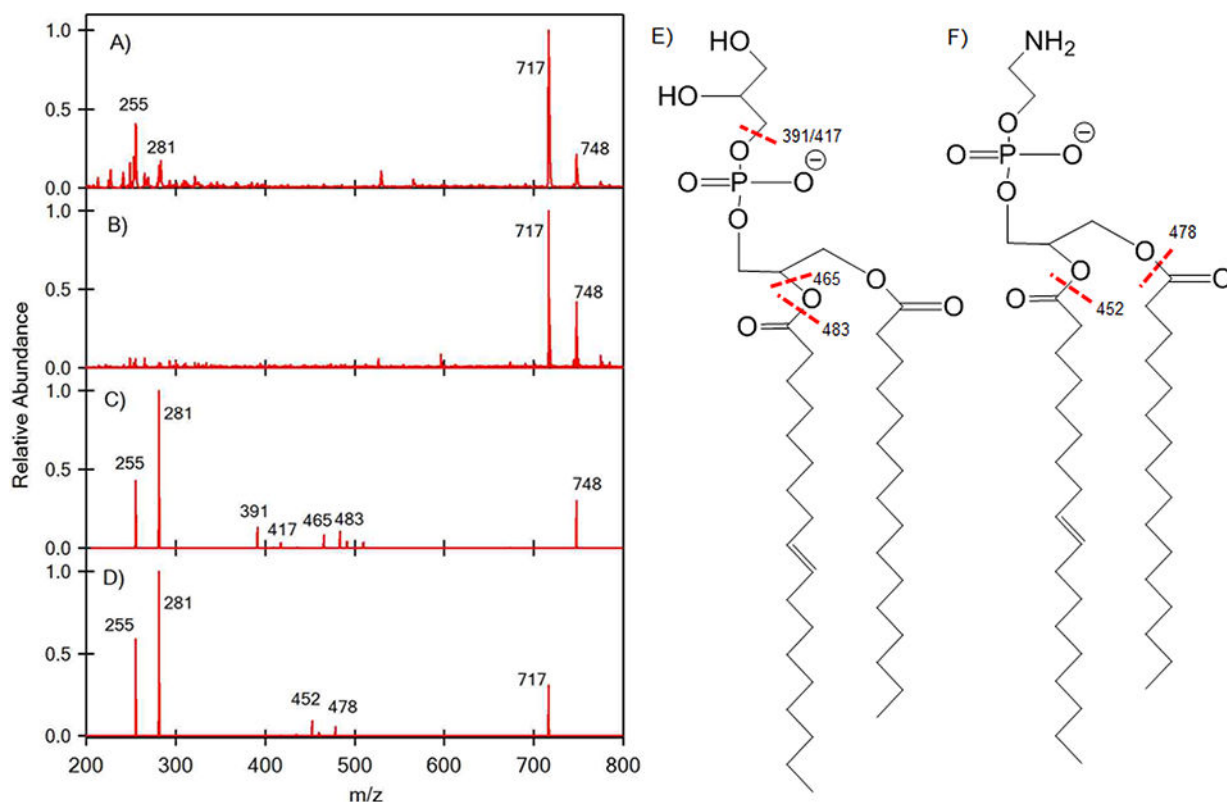 A)
1.0
0.5
0.0
255
281
717
748
B)
1.0
0.5
0.0
717
748
C)
1.0
0.5
0.0
255
281
391
417
465
483
748
D)
1.0
0.5
0.0
255
281
452
478
717
200
300
400
500
600
700
800
m/z
Relative Abundance
E)
HO
HO
391/417
O
O
P
O
O
465
O
O
483
O
O
F)
NH2
O
O
P
O
O
478
O
O
O
452
O